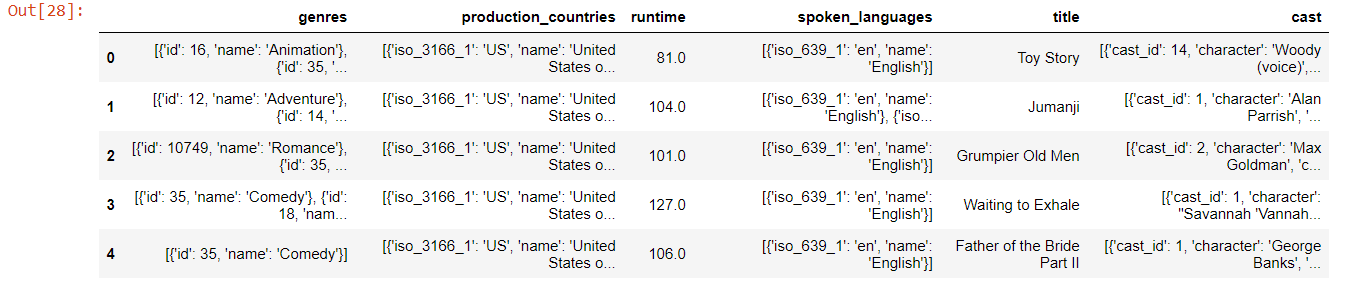 Out[28]:
genres production_countries runtime spoken_languages title cast
0 [{'id': 16, 'name': 'Animation'}, [{'iso_3166_1': 'US', 'name': 'United 81.0 [{'iso_639_1': 'en', 'name': Toy Story [{'cast_id': 14, 'character': 'Woody
{'id': 35, '... States o... 'English'}] (voice)',...
1 [{'id': 12, 'name': 'Adventure'}, [{'iso_3166_1': 'US', 'name': 'United 104.0 [{'iso_639_1': 'en', 'name': Jumanji [{'cast_id': 1, 'character': 'Alan
{'id': 14, '... States o... 'English'}, {'iso... Parrish', '...
2 [{'id': 10749, 'name': 'Romance'}, [{'iso_3166_1': 'US', 'name': 'United 101.0 [{'iso_639_1': 'en', 'name': Grumpier Old Men [{'cast_id': 2, 'character': 'Max
{'id': 35, ... States o... 'English'}] Goldman', 'c...
3 [{'id': 35, 'name': 'Comedy'}, {'id': [{'iso_3166_1': 'US', 'name': 'United 127.0 [{'iso_639_1': 'en', 'name': Waiting to Exhale [{'cast_id': 1, 'character':
18, 'nam... States o... 'English'}] "Savannah 'Vannah...
4 [{'id': 35, 'name': 'Comedy'}] [{'iso_3166_1': 'US', 'name': 'United 106.0 [{'iso_639_1': 'en', 'name': Father of the Bride [{'cast_id': 1, 'character': 'George
States o... 'English'}] Part II Banks', '...